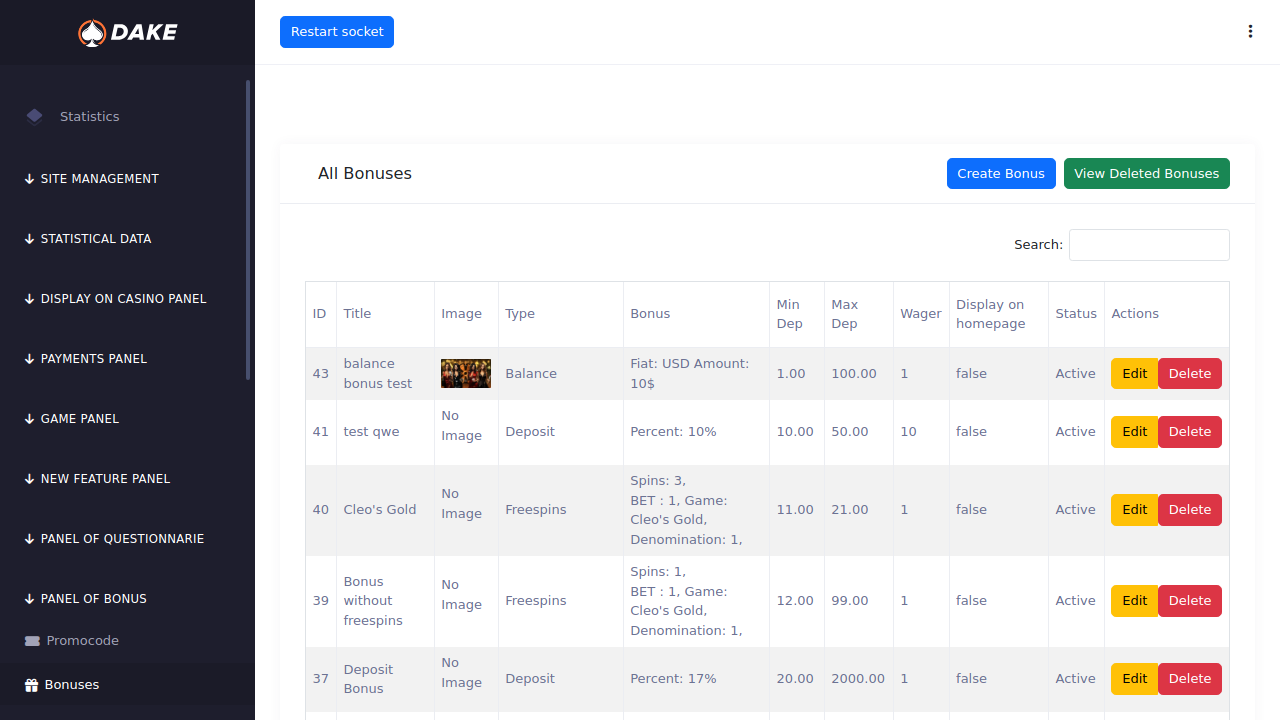 DAKE
Restart socket
Statistics
SITE MANAGEMENT
STATISTICAL DATA
DISPLAY ON CASINO PANEL
PAYMENTS PANEL
GAME PANEL
NEW FEATURE PANEL
PANEL OF QUESTIONNARIE
PANEL OF BONUS
Promocode
Bonuses
All Bonuses
Create Bonus
View Deleted Bonuses
Search:
ID Title Image Type Bonus Min Dep Max Dep Wager Display on homepage Status Actions
43 balance bonus test Balance Fiat: USD Amount: 10$ 1.00 100.00 1 false Active Edit Delete
41 test qwe No Image Deposit Percent: 10% 10.00 50.00 10 false Active Edit Delete
40 Cleo's Gold No Image Freespins Spins: 3, BET : 1, Game: Cleo's Gold, Denomination: 1, 11.00 21.00 1 false Active Edit Delete
39 Bonus without freespins No Image Freespins Spins: 1, BET : 1, Game: Cleo's Gold, Denomination: 1, 12.00 99.00 1 false Active Edit Delete
37 Deposit Bonus No Image Deposit Percent: 17% 20.00 2000.00 1 false Active Edit Delete